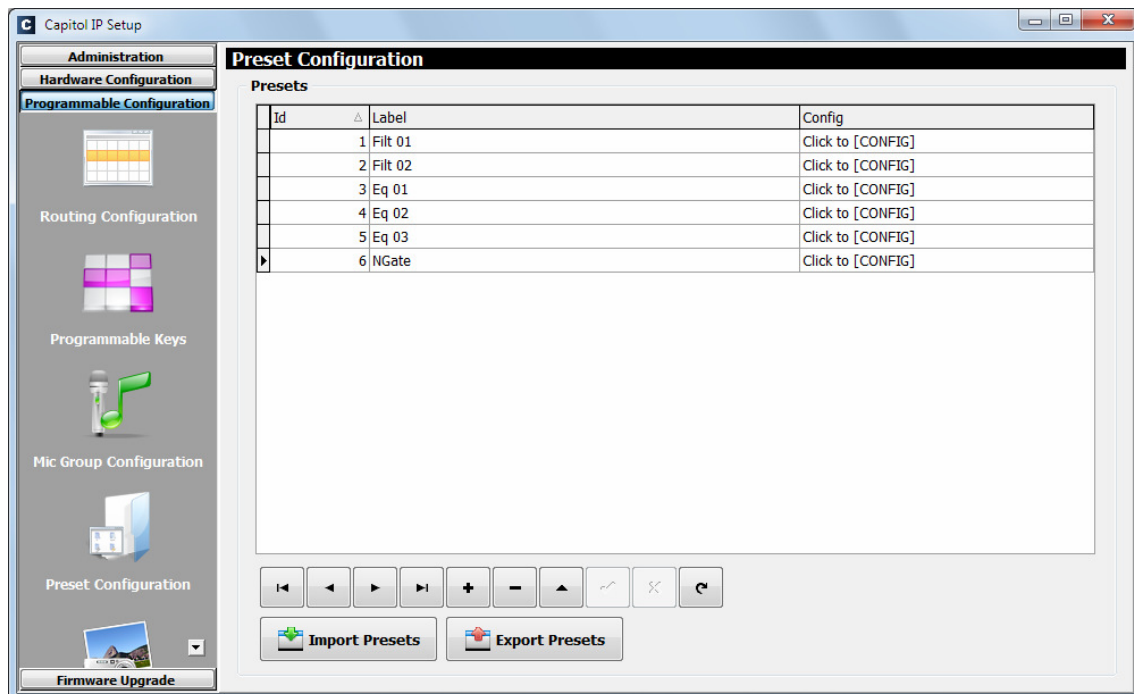 C Capitol IP Setup
Administration
Hardware Configuration
Programmable Configuration
Routing Configuration
Programmable Keys
Mic Group Configuration
Preset Configuration
Firmware Upgrade
Preset Configuration
Presets
Id Label Config
1 Filt 01 Click to [CONFIG]
2 Filt 02 Click to [CONFIG]
3 Eq 01 Click to [CONFIG]
4 Eq 02 Click to [CONFIG]
5 Eq 03 Click to [CONFIG]
6 NGate Click to [CONFIG]
Import Presets
Export Presets